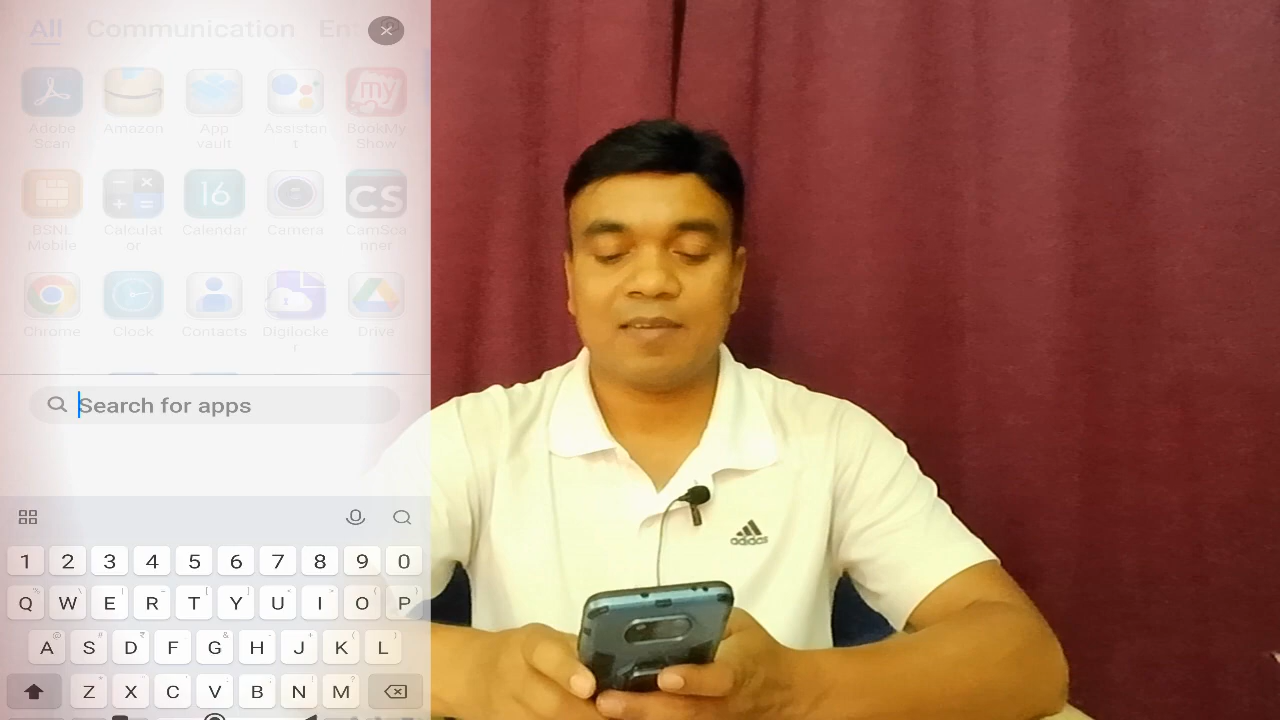 All Communication Ent
Adobe Scan
Amazon
App vault
Assistan
t
BookMy Show
BSNL Mobile
Calculat
or
16
Calendar
Camera
CS
CamSca
nner
my
Chrome
Clock
Contacts
Digilocke
r
Drive
Search for apps
1 2 3 4 5 6 7 8 9 0
Q W E R T Y U I O P
A S D F G H J K L
Z X C V B N M
adidas